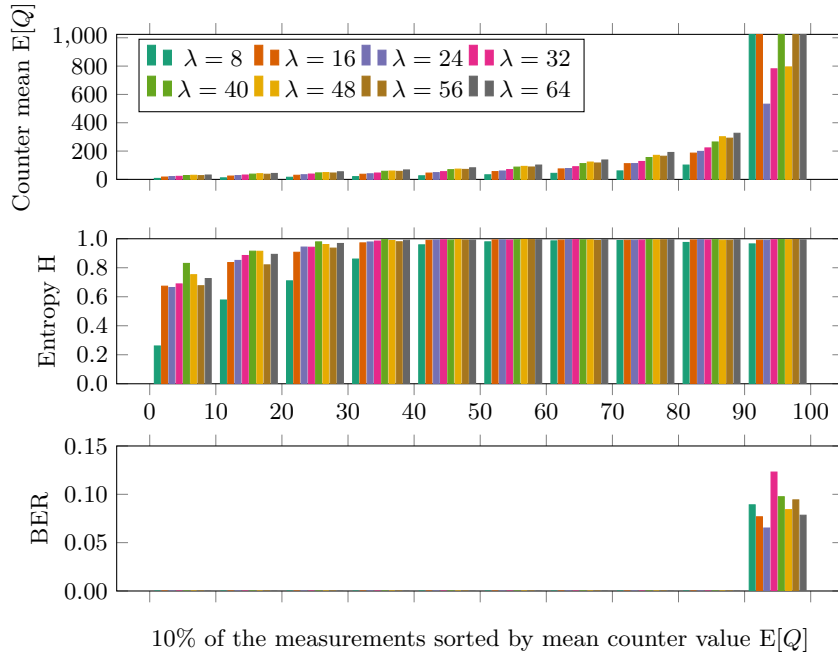 Counter mean E[Q]
1,000
800
600
400
200
0
λ = 8 λ = 16 λ = 24 λ = 32
λ = 40 λ = 48 λ = 56 λ = 64
Entropy H
1.0
0.8
0.6
0.4
0.2
0.0
0 10 20 30 40 50 60 70 80 90 100
BER
0.15
0.10
0.05
0.00
10% of the measurements sorted by mean counter value E[Q]